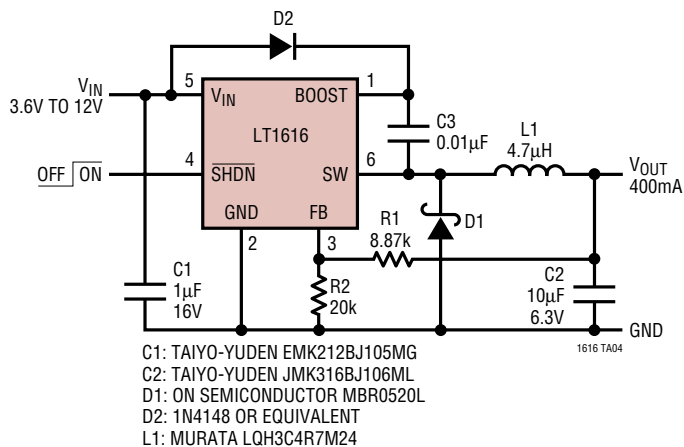 D2
VIN
3.6V TO 12V
5
VIN
BOOST
1
LT1616
C3
0.01µF
L1
4.7µH
OFF ON
4
SHDN
SW
6
VOUT
400mA
GND
FB
D1
2
3
R1
8.87k
C1
1µF
16V
R2
20k
C2
10µF
6.3V
GND
1616 TA04
C1: TAIYO-YUDEN EMK212BJ105MG
C2: TAIYO-YUDEN JMK316BJ106ML
D1: ON SEMICONDUCTOR MBR0520L
D2: 1N4148 OR EQUIVALENT
L1: MURATA LQH3C4R7M24